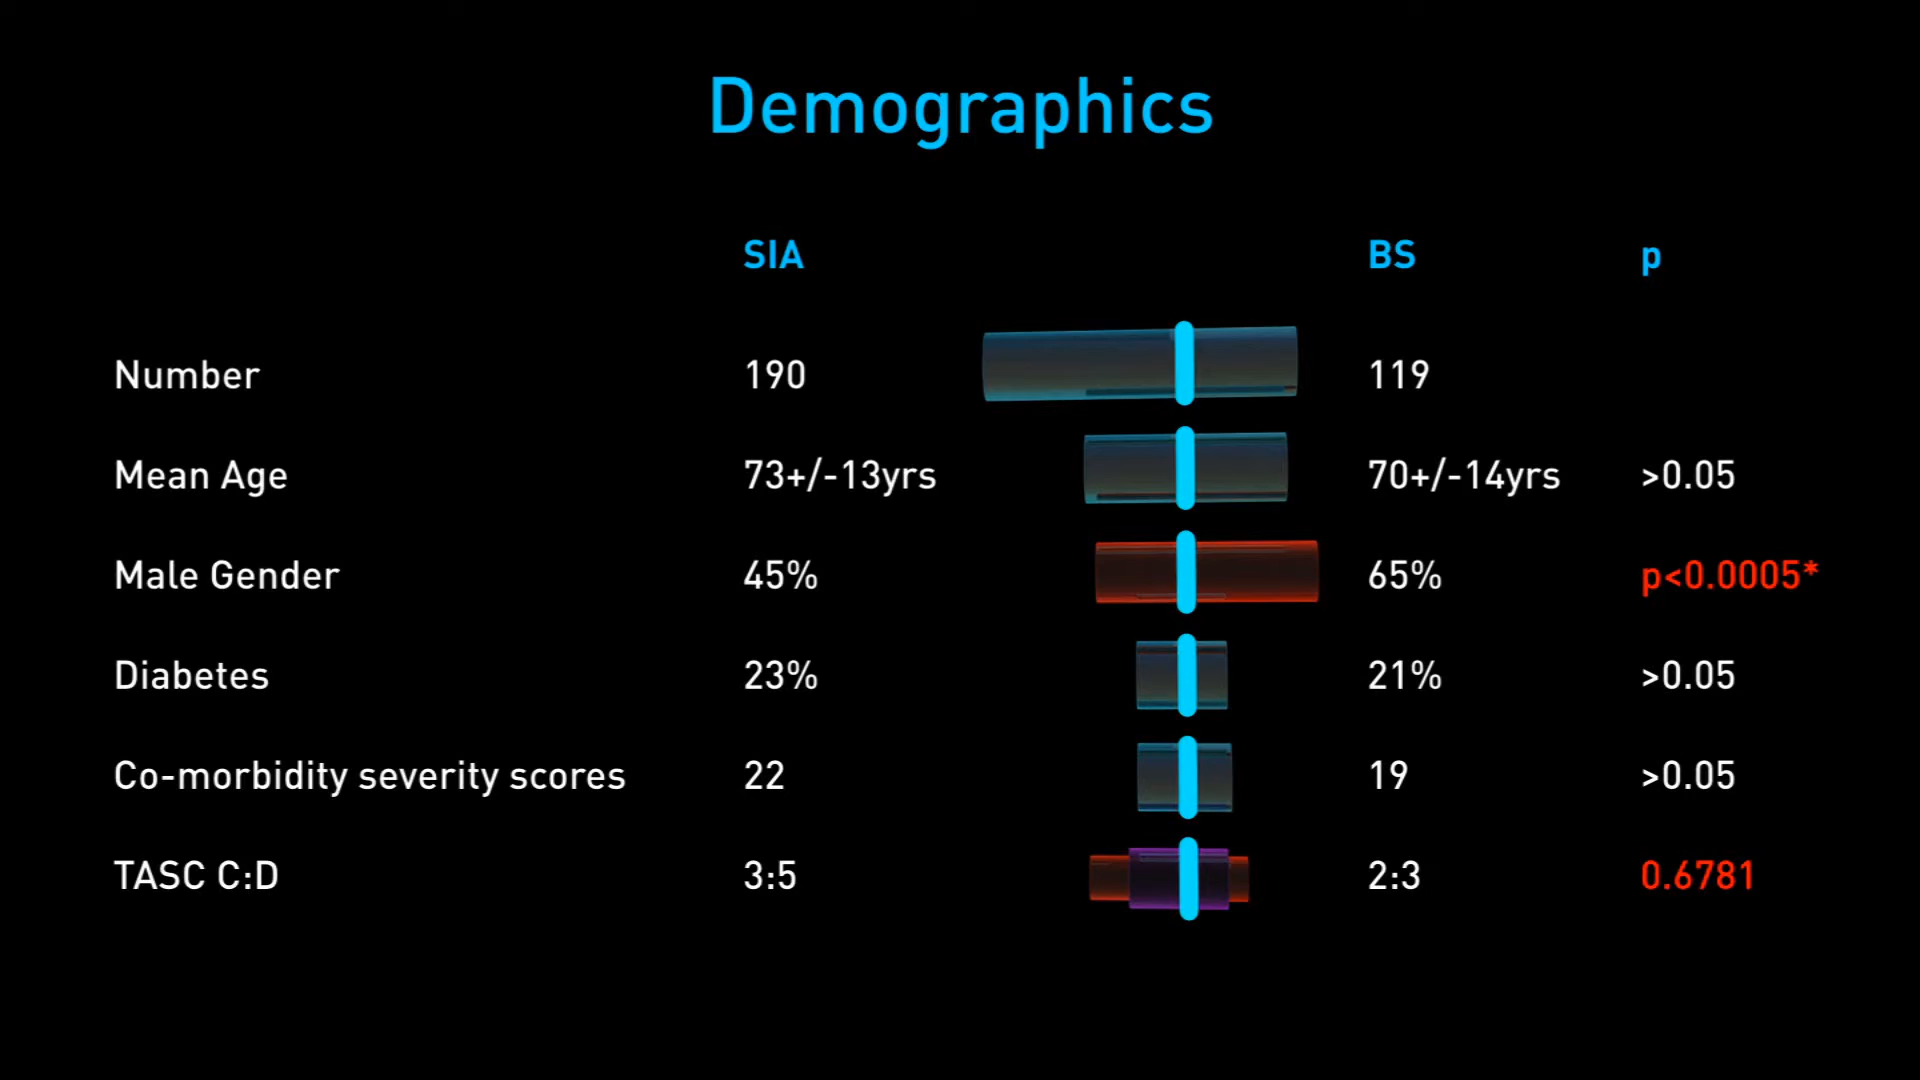 Demographics
SIA BS p
Number 190 119
Mean Age 73+/-13yrs 70+/-14yrs >0.05
Male Gender 45% 65% p<0.0005*
Diabetes 23% 21% >0.05
Co-morbidity severity scores 22 19 >0.05
TASC C:D 3:5 2:3 0.6781